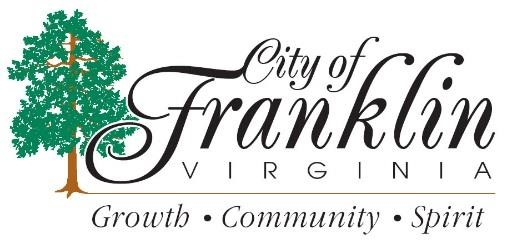 City of
Franklin
VIRGINIA
Growth • Community • Spirit